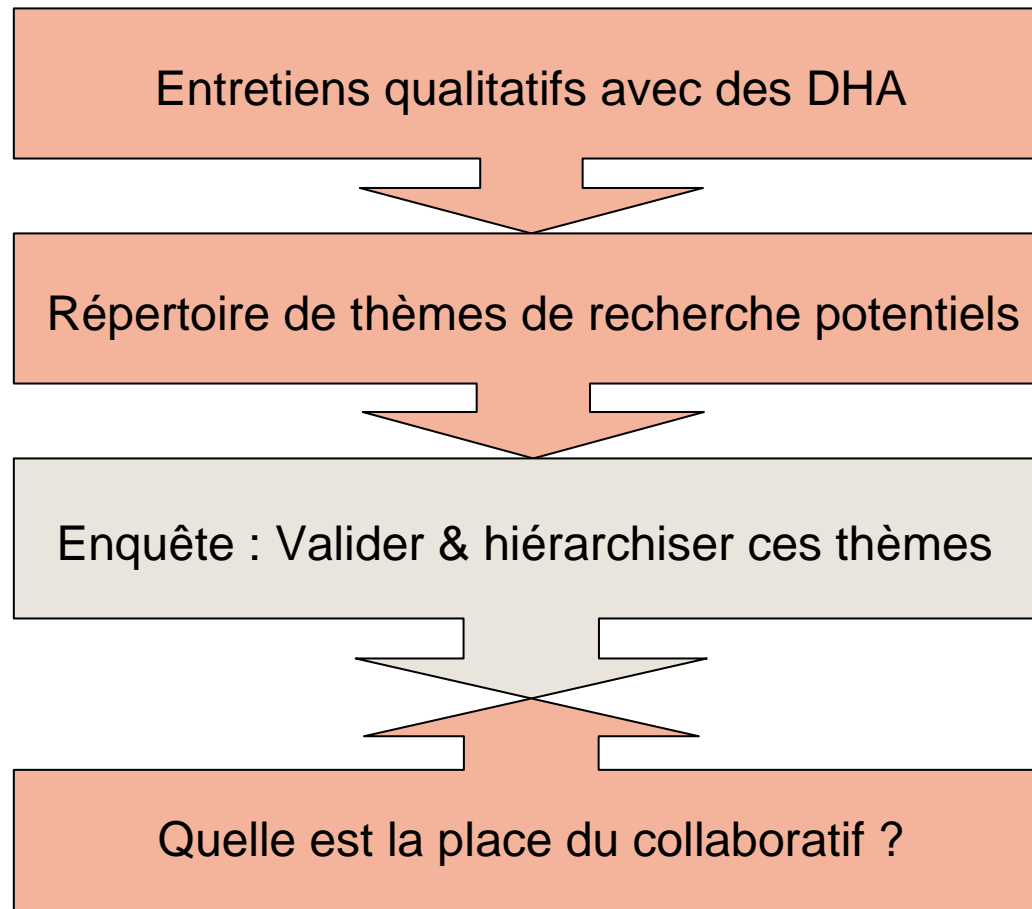 Entretiens qualitatifs avec des DHA
Répertoire de thèmes de recherche potentiels
Enquête : Valider & hiérarchiser ces thèmes
Quelle est la place du collaboratif ?